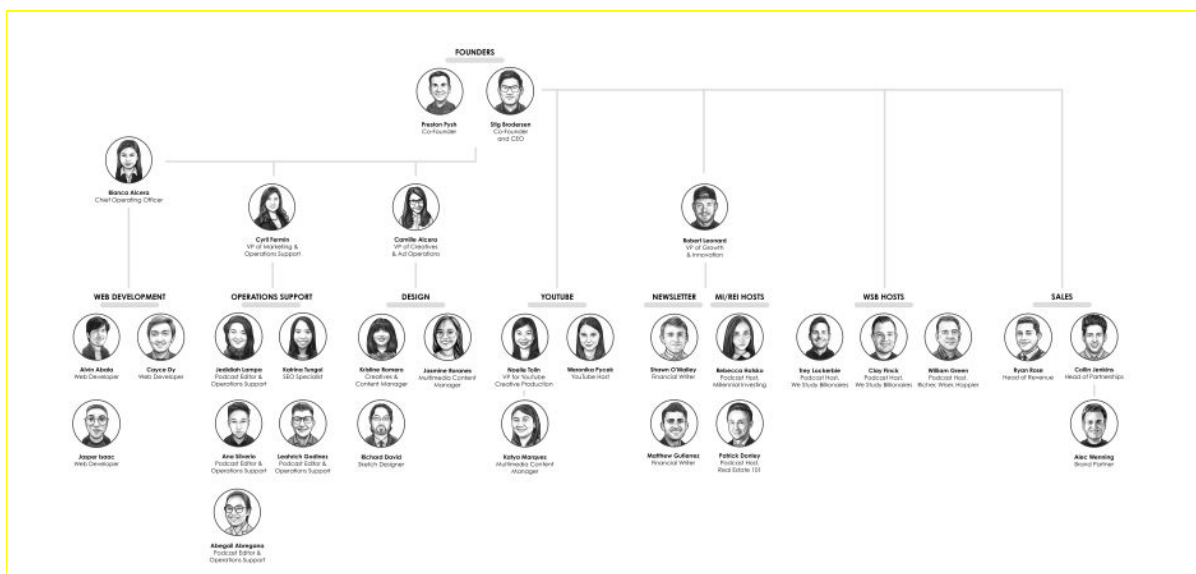 FOUNDERS
Preston Pysh
Co-Founder
Stig Brodersen
Co-Founder
and CEO
Bianca Alcera
Chief Operating Officer
Cyril Fermin
VP of Marketing &
Operations Support
Camille Alcera
VP of Creatives
& Ad Operations
Robert Leonard
VP of Growth
& Innovation
WEB DEVELOPMENT
Alvin Abala
Web Developer
Cayce Dy
Web Developer
Jasper Isaac
Web Developer
OPERATIONS SUPPORT
Jedidiah Lampa
Podcast Editor &
Operations Support
Katrina Tungol
SEO Specialist
Ana Silverio
Podcast Editor &
Operations Support
Leahrich
Podcast Editor &
Operations Support
Abegail Abregana
Podcast Editor &
Operations Support
DESIGN
Kristine Romero
Creatives &
Content Manager
Jasmine Barones
Multimedia Content
Manager
Richard David
Sketch Designer
YOUTUBE
Noelle Tolin
VP for YouTube
Creative Production
Weronika Pycek
YouTube Host
Katya Marquez
Multimedia Content
Manager
NEWSLETTER
Shawn O'Malley
Financial Writer
Matthew Gutierrez
Financial Writer
MI/REI HOSTS
Rebecca Hotsko
Podcast Host,
Millennial Investing
Patrick Donley
Podcast Host,
Real Estate 101
WSB HOSTS
Trey Lockerbie
Podcast Host,
We Study Billionaires
Clay Finck
Podcast Host,
We Study Billionaires
William Green
Podcast Host,
Richer, Wiser, Happier
SALES
Ryan Rose
Head of Revenue
Collin Jenkins
Head of Partnerships
Alec Wenning
Brand Partner